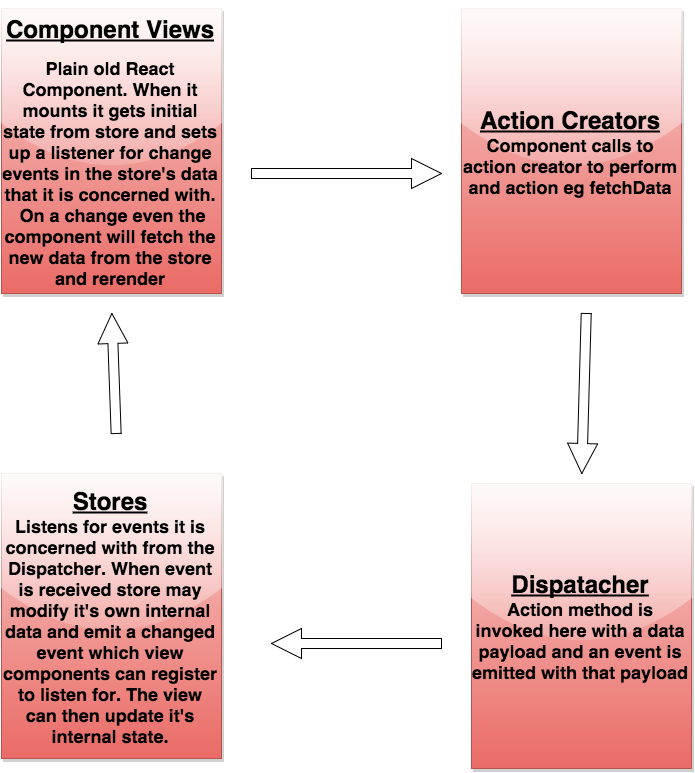 Component Views
Plain old React
Component. When it
mounts it gets initial
state from store and sets
up a listener for change
events in the store's data
that it is concerned with.
On a change even the
component will fetch the
new data from the store
and rerender
Action Creators
Component calls to
action creator to perform
and action eg fetchData
Stores
Listens for events it is
concerned with from the
Dispatcher. When event
is received store may
modify it's own internal
data and emit a changed
event which view
components can register
to listen for. The view
can then update it's
internal state.
Dispatacher
Action method is
invoked here with a data
payload and an event is
emitted with that payload